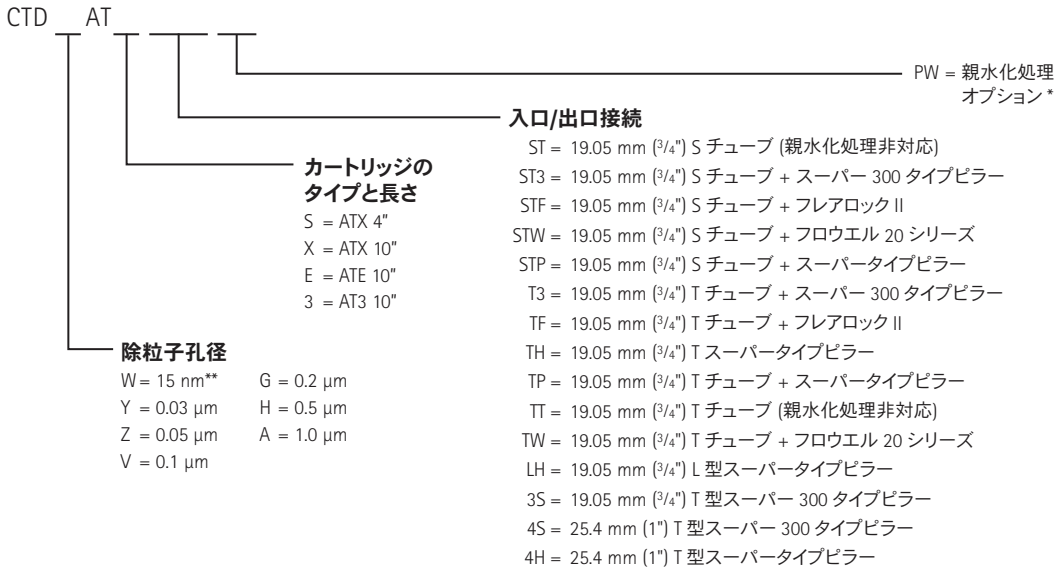 CTD AT
PW = 親水化処理
オプション *
入口/出口接続
ST = 19.05 mm (3/4") S チューブ (親水化処理非対応)
ST3 = 19.05 mm (3/4") S チューブ + スーパー 300 タイプピラー
STF = 19.05 mm (3/4") S チューブ + フレアロック II
STW = 19.05 mm (3/4") S チューブ + フロウエル 20 シリーズ
STP = 19.05 mm (3/4") S チューブ + スーパータイプピラー
T3 = 19.05 mm (3/4") T チューブ + スーパー 300 タイプピラー
TF = 19.05 mm (3/4") T チューブ + フレアロック II
TH = 19.05 mm (3/4") T スーパータイプピラー
TP = 19.05 mm (3/4") T チューブ + スーパータイプピラー
TT = 19.05 mm (3/4") T チューブ (親水化処理非対応)
TW = 19.05 mm (3/4") T チューブ + フロウエル 20 シリーズ
LH = 19.05 mm (3/4") L 型スーパータイプピラー
3S = 19.05 mm (3/4") T 型スーパー 300 タイプピラー
4S = 25.4 mm (1") T 型スーパー 300 タイプピラー
4H = 25.4 mm (1") T 型スーパータイプピラー
カートリッジの
タイプと長さ
S = ATX 4"
X = ATX 10"
E = ATE 10"
3 = AT3 10"
除粒子孔径
W = 15 nm**
Y = 0.03 µm
Z = 0.05 µm
V = 0.1 µm
G = 0.2 µm
H = 0.5 µm
A = 1.0 µm